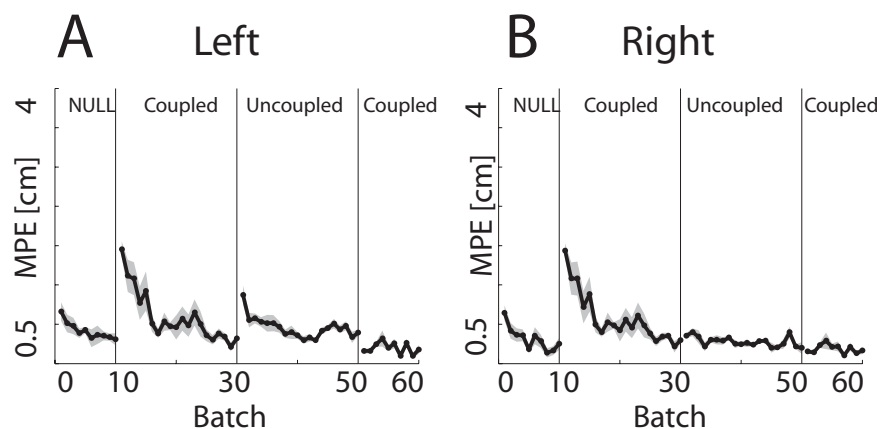 A Left
NULL Coupled Uncoupled Coupled
4
MPE [cm]
0.5
0 10 30 50 60
Batch
B Right
NULL Coupled Uncoupled Coupled
4
MPE [cm]
0.5
0 10 30 50 60
Batch